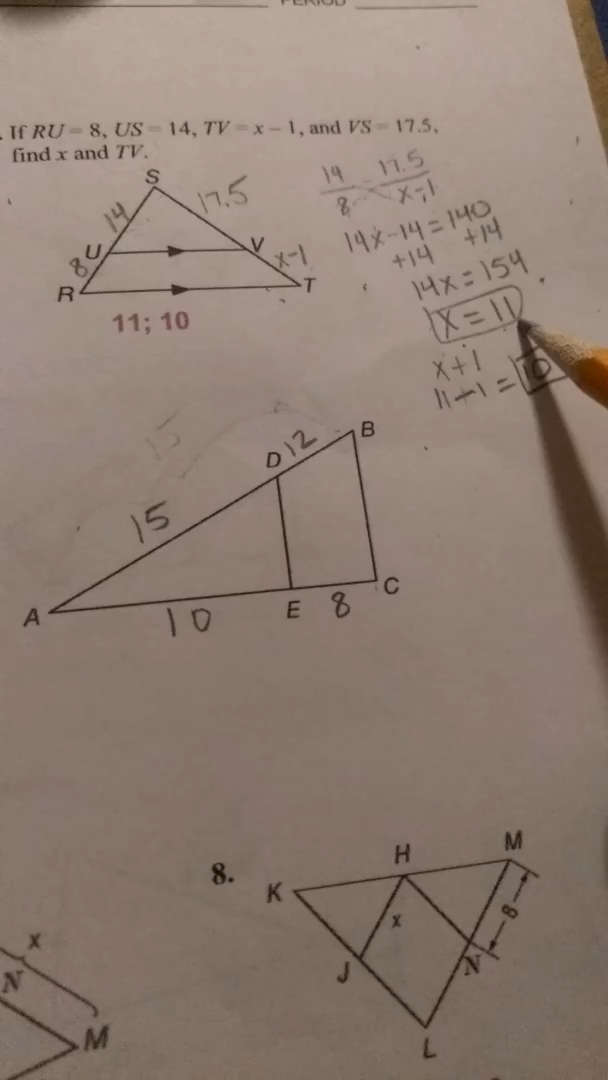 PERIOD
. If RU = 8, US = 14, TV = x − 1, and VS = 17.5,
find x and TV.
S
14
17.5
U
V
8
x-1
R
T
11; 10
14/8 = 17.5/x-1
14x-14 = 140
+14 +14
14x = 154
x = 11
x+1
11-1 = 10
15
B
12
D
15
A
10
E
8
C
8.
K
H
M
x
8
J
N
L
x
N
M